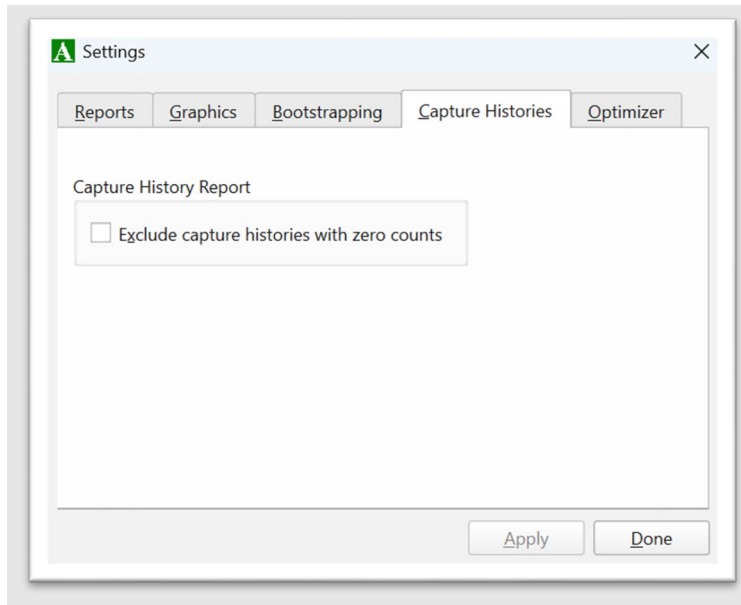 A Settings
Reports Graphics Bootstrapping Capture Histories Optimizer
Capture History Report
Exclude capture histories with zero counts
Apply Done